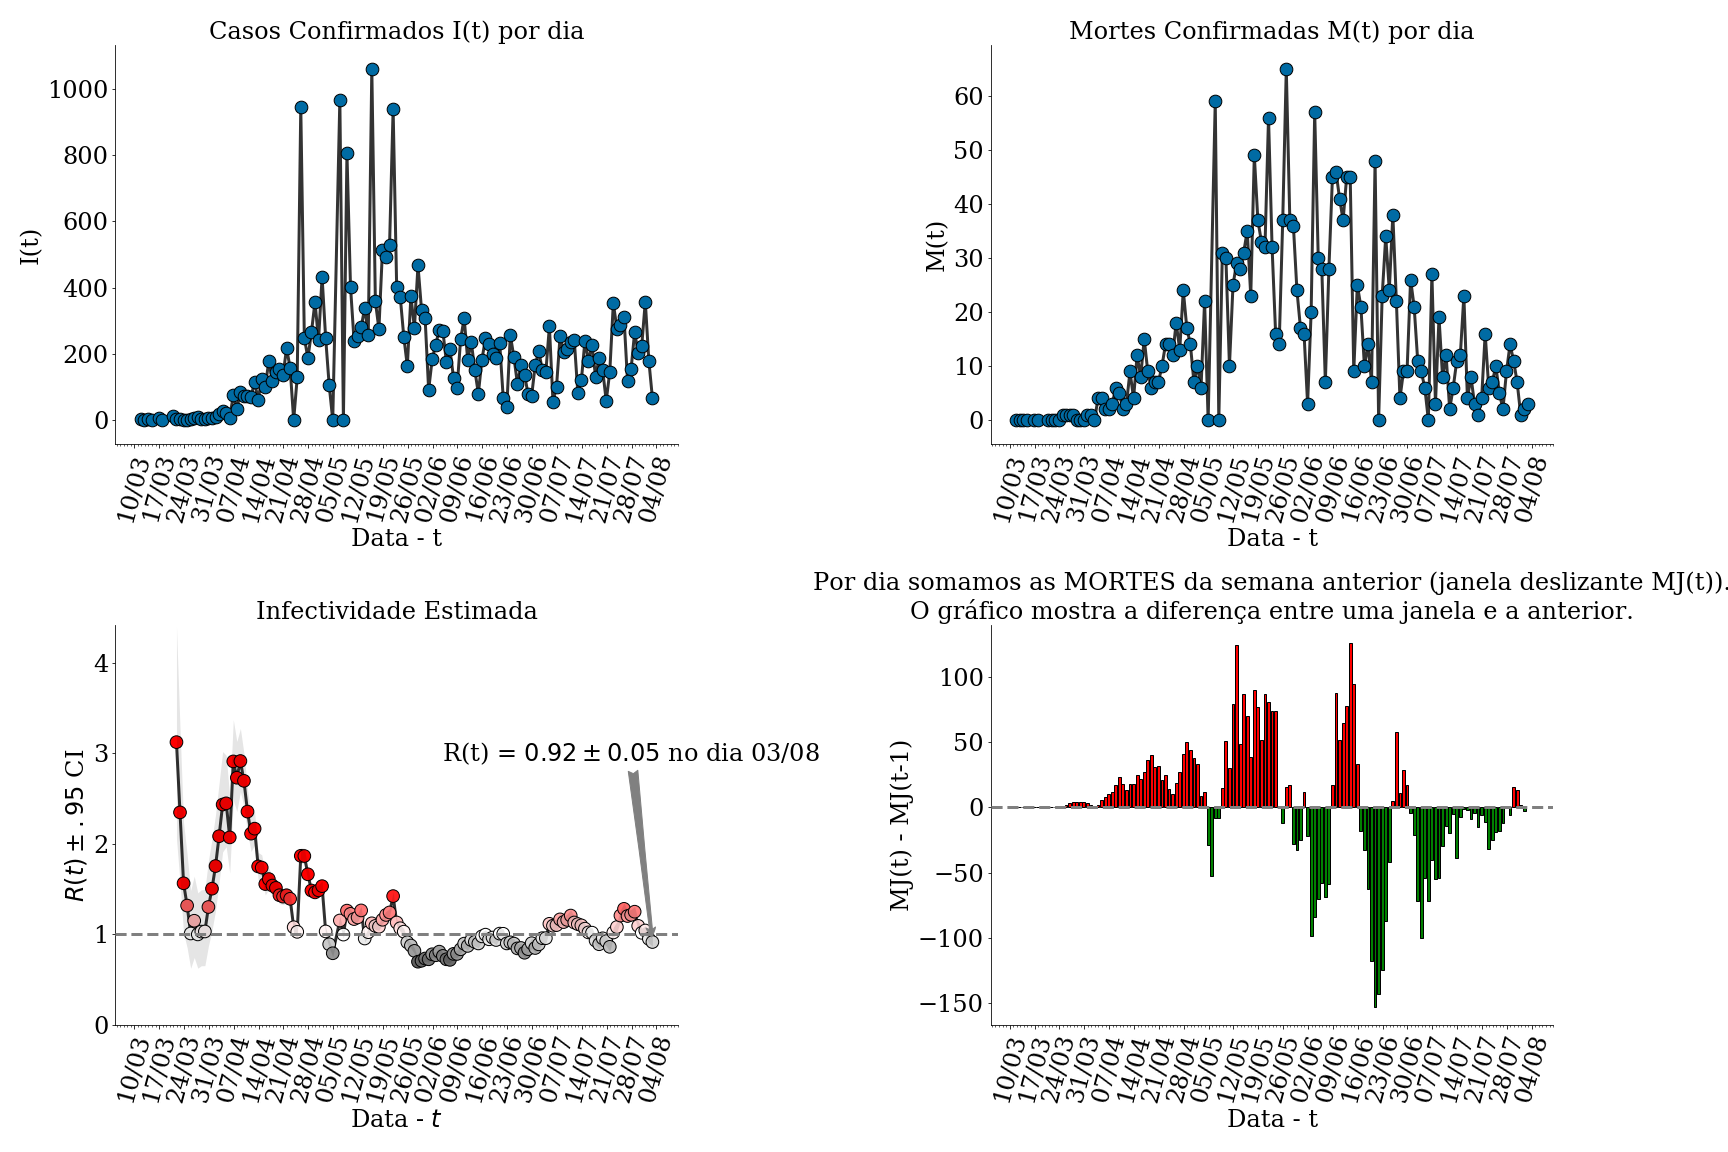 Casos Confirmados I(t) por dia
I(t)
1000
800
600
400
200
0
10/03 17/03 24/03 31/03 07/04 14/04 21/04 28/04 05/05 12/05 19/05 26/05 02/06 09/06 16/06 23/06 30/06 07/07 14/07 21/07 28/07 04/08
Data - t
Mortes Confirmadas M(t) por dia
M(t)
60
50
40
30
20
10
0
10/03 17/03 24/03 31/03 07/04 14/04 21/04 28/04 05/05 12/05 19/05 26/05 02/06 09/06 16/06 23/06 30/06 07/07 14/07 21/07 28/07 04/08
Data - t
Infectividade Estimada
R(t) ± .95 CI
4
3
2
1
0
R(t) = 0.92 ± 0.05 no dia 03/08
10/03 17/03 24/03 31/03 07/04 14/04 21/04 28/04 05/05 12/05 19/05 26/05 02/06 09/06 16/06 23/06 30/06 07/07 14/07 21/07 28/07 04/08
Data - t
Por dia somamos as MORTES da semana anterior (janela deslizante MJ(t)).
O gráfico mostra a diferença entre uma janela e a anterior.
MJ(t) - MJ(t-1)
100
50
0
−50
−100
−150
10/03 17/03 24/03 31/03 07/04 14/04 21/04 28/04 05/05 12/05 19/05 26/05 02/06 09/06 16/06 23/06 30/06 07/07 14/07 21/07 28/07 04/08
Data - t